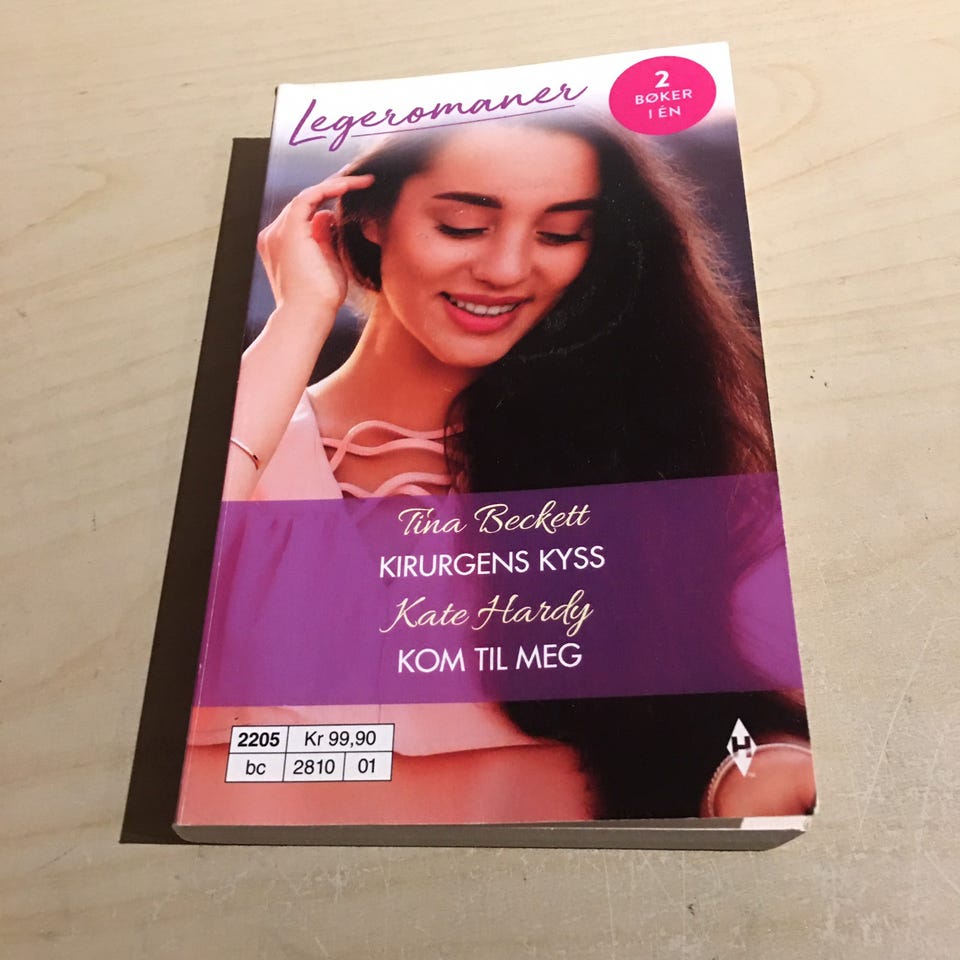 Legeromaner
2
BØKER
I ÉN
Tina Beckett
KIRURGENS KYSS
Kate Hardy
KOM TIL MEG
2205 Kr 99,90
bc 2810 01
H